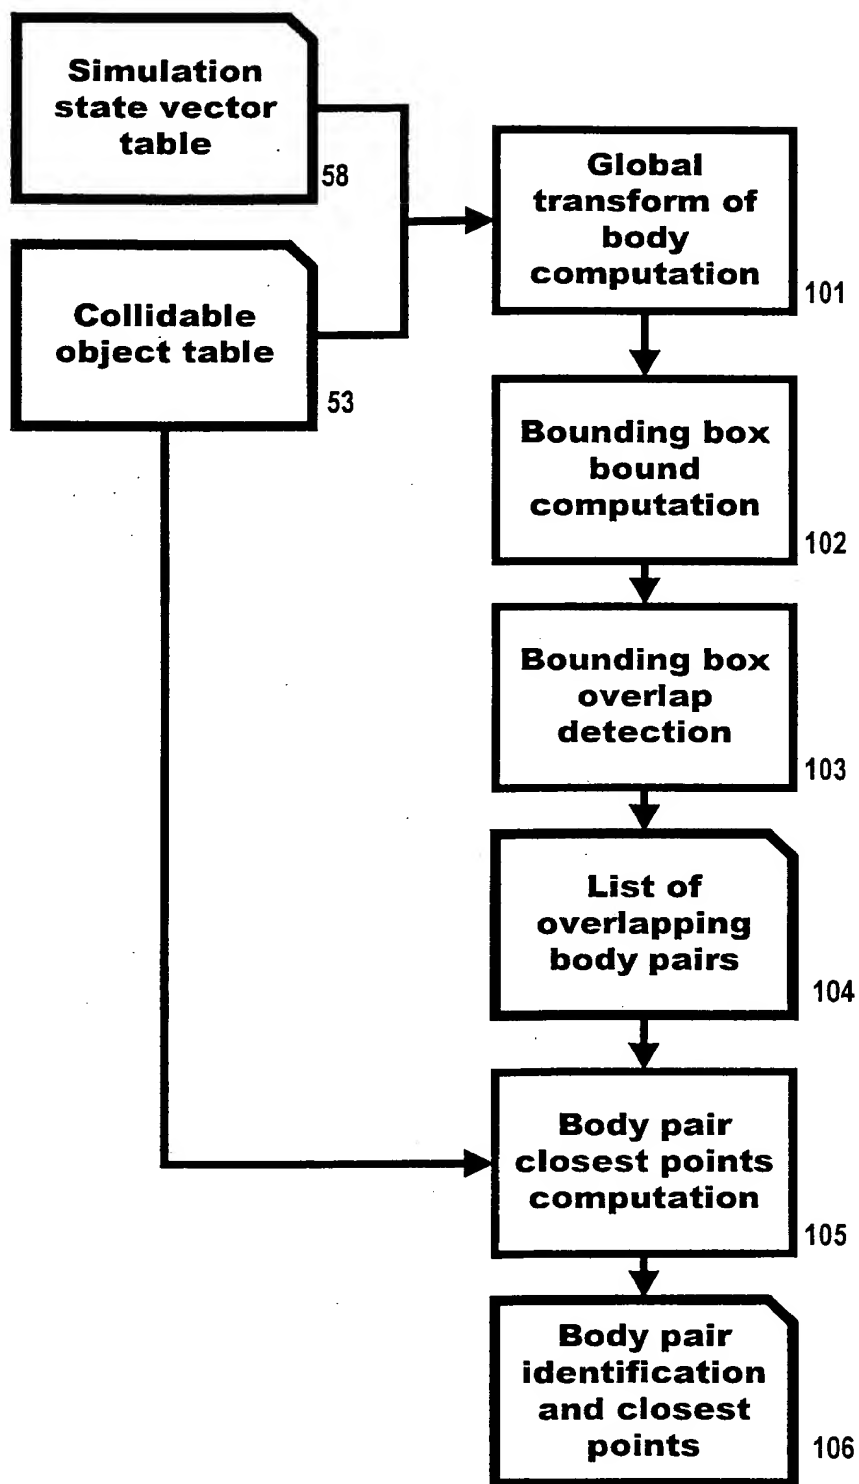 Simulation
state vector
table
58
Collidable
object table
53
Global
transform of
body
computation
101
Bounding box
bound
computation
102
Bounding box
overlap
detection
103
List of
overlapping
body pairs
104
Body pair
closest points
computation
105
Body pair
identification
and closest
points
106